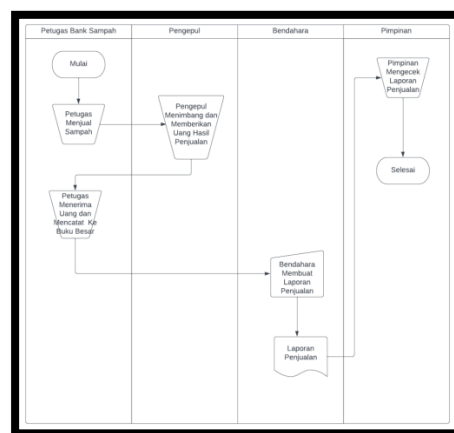 Petugas Bank Sampah
Pengepul
Bendahara
Pimpinan
Mulai
Petugas
Menjual
Sampah
Pengepul
Menimbang dan
Memberikan
Uang Hasil
Penjualan
Petugas
Menerima
Uang dan
Mencatat Ke
Buku Besar
Bendahara
Membuat
Laporan
Penjualan
Laporan
Penjualan
Pimpinan
Mengecek
Laporan
Penjualan
Selesai